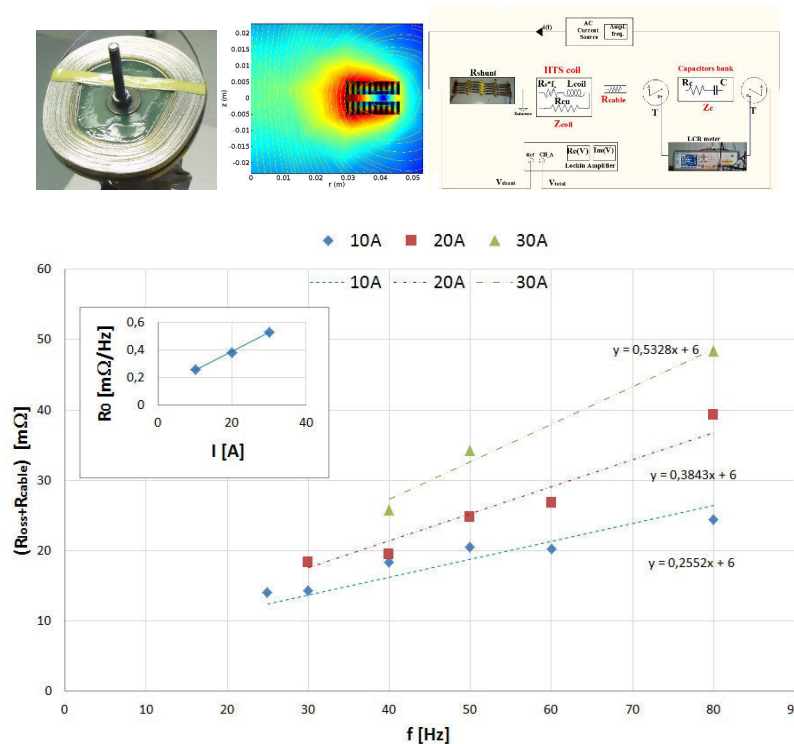 0.02
0.015
0.01
0.005
0
-0.005
-0.01
-0.015
-0.02
z (m)
0
0.01
0.02
0.03
0.04
0.05
r (m)
i(t)
AC
Current
Source
Ampl.
freq.
Rshunt
HTS coil
Lcoil
Rcu
Zcoil
Rcable
Capacitors bank
C
Zc
T
T
LCR meter
Ref
CH_A
Re(V)
Im(V)
Lockin Amplifier
Vshunt
Vtotal
10A
20A
30A
10A
20A
30A
60
50
40
30
20
10
0
(Rloss+Rcable) [mΩ]
0,6
0,4
0,2
0
R0 [mΩ/Hz]
0
20
40
I [A]
y = 0,5328x + 6
y = 0,3843x + 6
y = 0,2552x + 6
0
10
20
30
40
50
60
70
80
f [Hz]